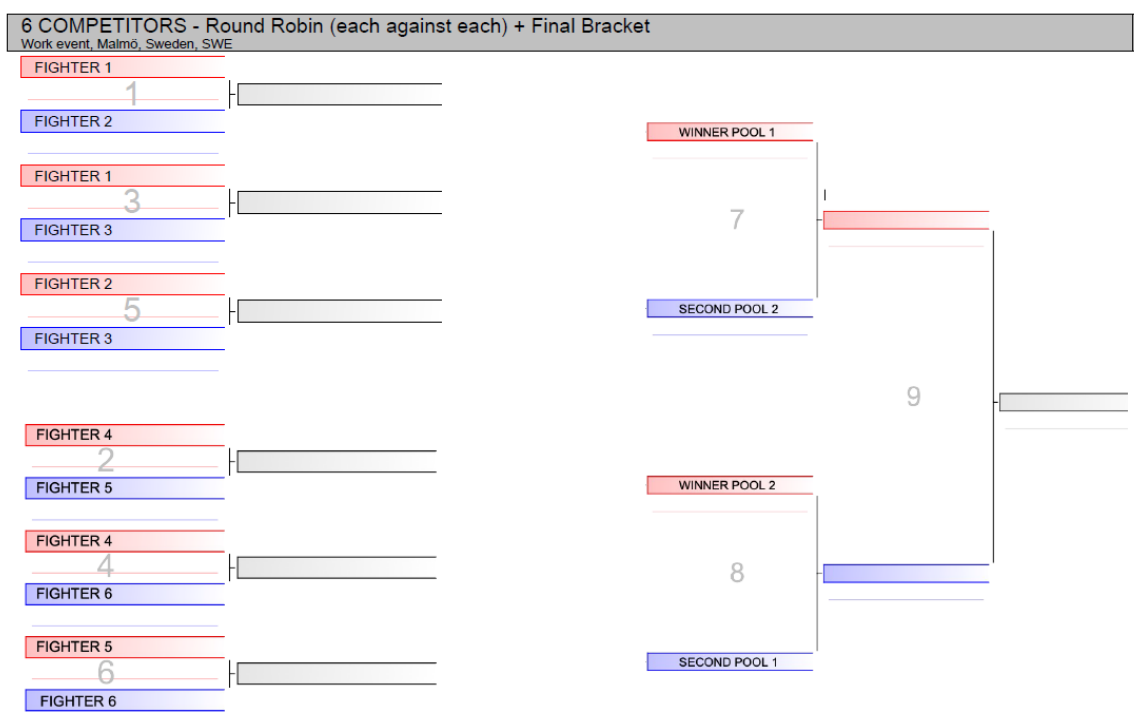 6 COMPETITORS - Round Robin (each against each) + Final Bracket
Work event, Malmö, Sweden, SWE
FIGHTER 1
1
FIGHTER 2
FIGHTER 1
3
FIGHTER 3
FIGHTER 2
5
FIGHTER 3
FIGHTER 4
2
FIGHTER 5
FIGHTER 4
4
FIGHTER 6
FIGHTER 5
6
FIGHTER 6
WINNER POOL 1
7
SECOND POOL 2
WINNER POOL 2
8
SECOND POOL 1
9